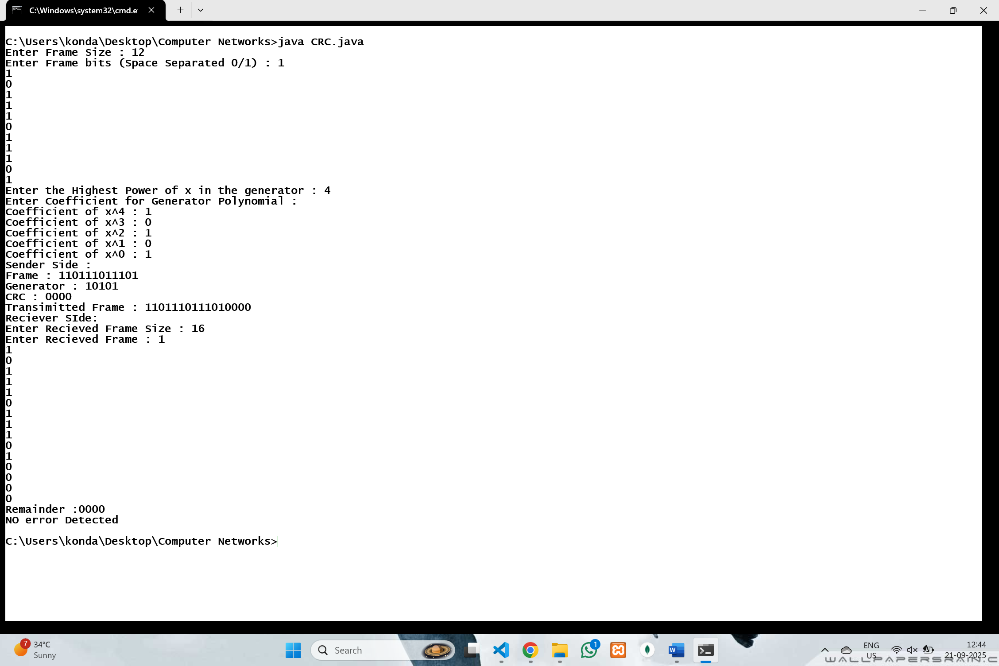 C:\Windows\system32\cmd.e
C:\Users\konda\Desktop\Computer Networks>java CRC.java
Enter Frame Size : 12
Enter Frame bits (Space Separated 0/1) : 1
1
0
1
1
1
0
1
1
1
0
1
Enter the Highest Power of x in the generator : 4
Enter Coefficient for Generator Polynomial :
Coefficient of x^4 : 1
Coefficient of x^3 : 0
Coefficient of x^2 : 1
Coefficient of x^1 : 0
Coefficient of x^0 : 1
Sender Side :
Frame : 110111011101
Generator : 10101
CRC : 0000
Transimitted Frame : 1101110111010000
Reciever SIde:
Enter Recieved Frame Size : 16
Enter Recieved Frame : 1
1
0
1
1
1
0
1
1
1
0
1
0
0
0
0
Remainder :0000
NO error Detected
C:\Users\konda\Desktop\Computer Networks>
7
34°C
Sunny
Search
1
W
ENG
US
12:44
21-09-2025
WALLPAPERSRAIN.C